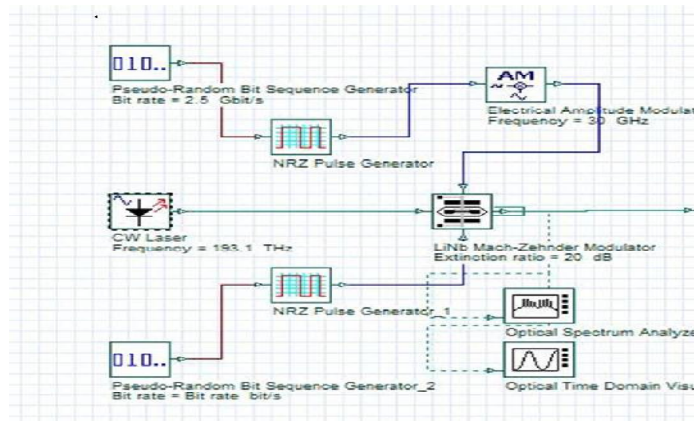 010..
Pseudo-Random Bit Sequence Generator
Bit rate = 2.5 Gbit/s
AM
Electrical Amplitude Modulat
Frequency = 30 GHz
NRZ Pulse Generator
CW Laser
Frequency = 193.1 THz
LiNb Mach-Zehnder Modulator
Extinction ratio = 20 dB
NRZ Pulse Generator_1
Optical Spectrum Analyze
010..
Pseudo-Random Bit Sequence Generator_2
Bit rate = Bit rate bit/s
Optical Time Domain Visu